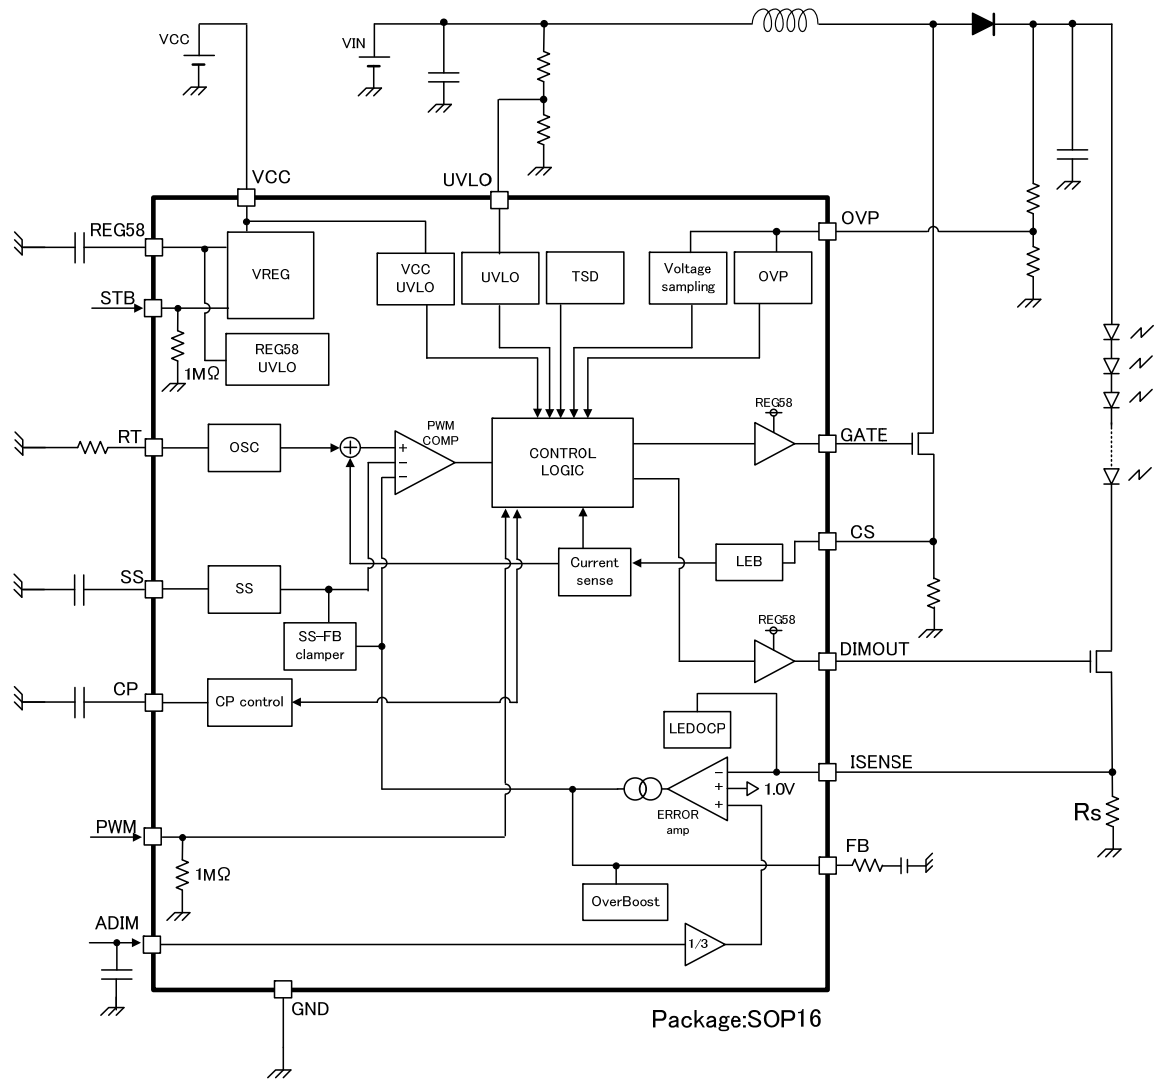 VCC
VIN
VCC
UVLO
REG58
OVP
VREG
VCC
UVLO
UVLO
TSD
Voltage
sampling
OVP
STB
1MΩ
REG58
UVLO
RT
OSC
+
PWM
COMP
+
−
−
CONTROL
LOGIC
REG58
GATE
CS
LEB
Current
sense
SS
SS
SS-FB
clamper
REG58
DIMOUT
CP
CP control
LEDOCP
ISENSE
−
+
+
1.0V
ERROR
amp
Rs
PWM
1MΩ
FB
OverBoost
ADIM
1/3
GND
Package:SOP16